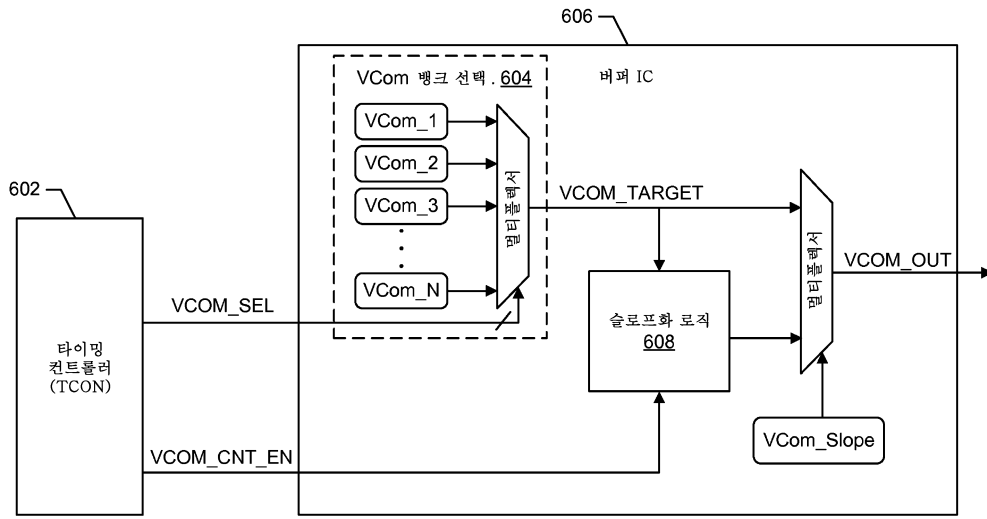 606
VCom 뱅크 선택. 604
버퍼 IC
VCom_1
VCom_2
VCom_3
VCom_N
멀티플렉서
602
VCOM_TARGET
멀티플렉서
VCOM_OUT
VCOM_SEL
슬로프화 로직
608
타이밍
컨트롤러
(TCON)
VCom_Slope
VCOM_CNT_EN